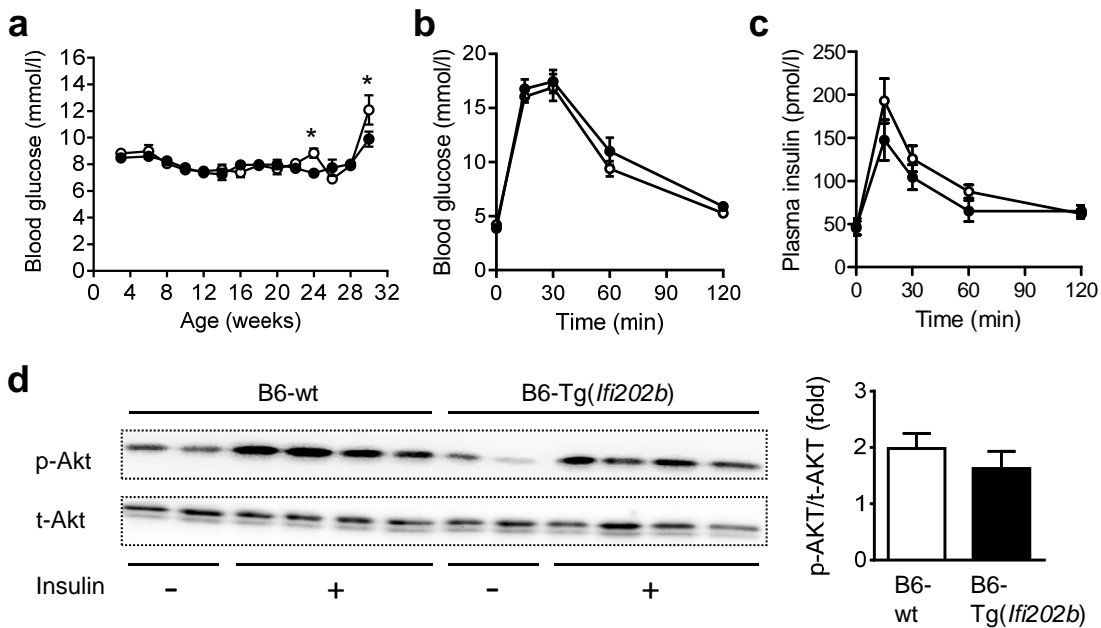 a
Blood glucose (mmol/l)
16
14
12
10
8
6
4
2
0
*
*
0 4 8 12 16 20 24 28 32
Age (weeks)
b
Blood glucose (mmol/l)
20
15
10
5
0
0 30 60 90 120
Time (min)
c
Plasma insulin (pmol/l)
250
200
150
100
50
0
0 30 60 90 120
Time (min)
d
B6-wt B6-Tg(Ifi202b)
p-Akt
t-Akt
Insulin - + - +
p-AKT/t-AKT (fold)
3
2
1
0
B6- B6-
wt Tg(Ifi202b)